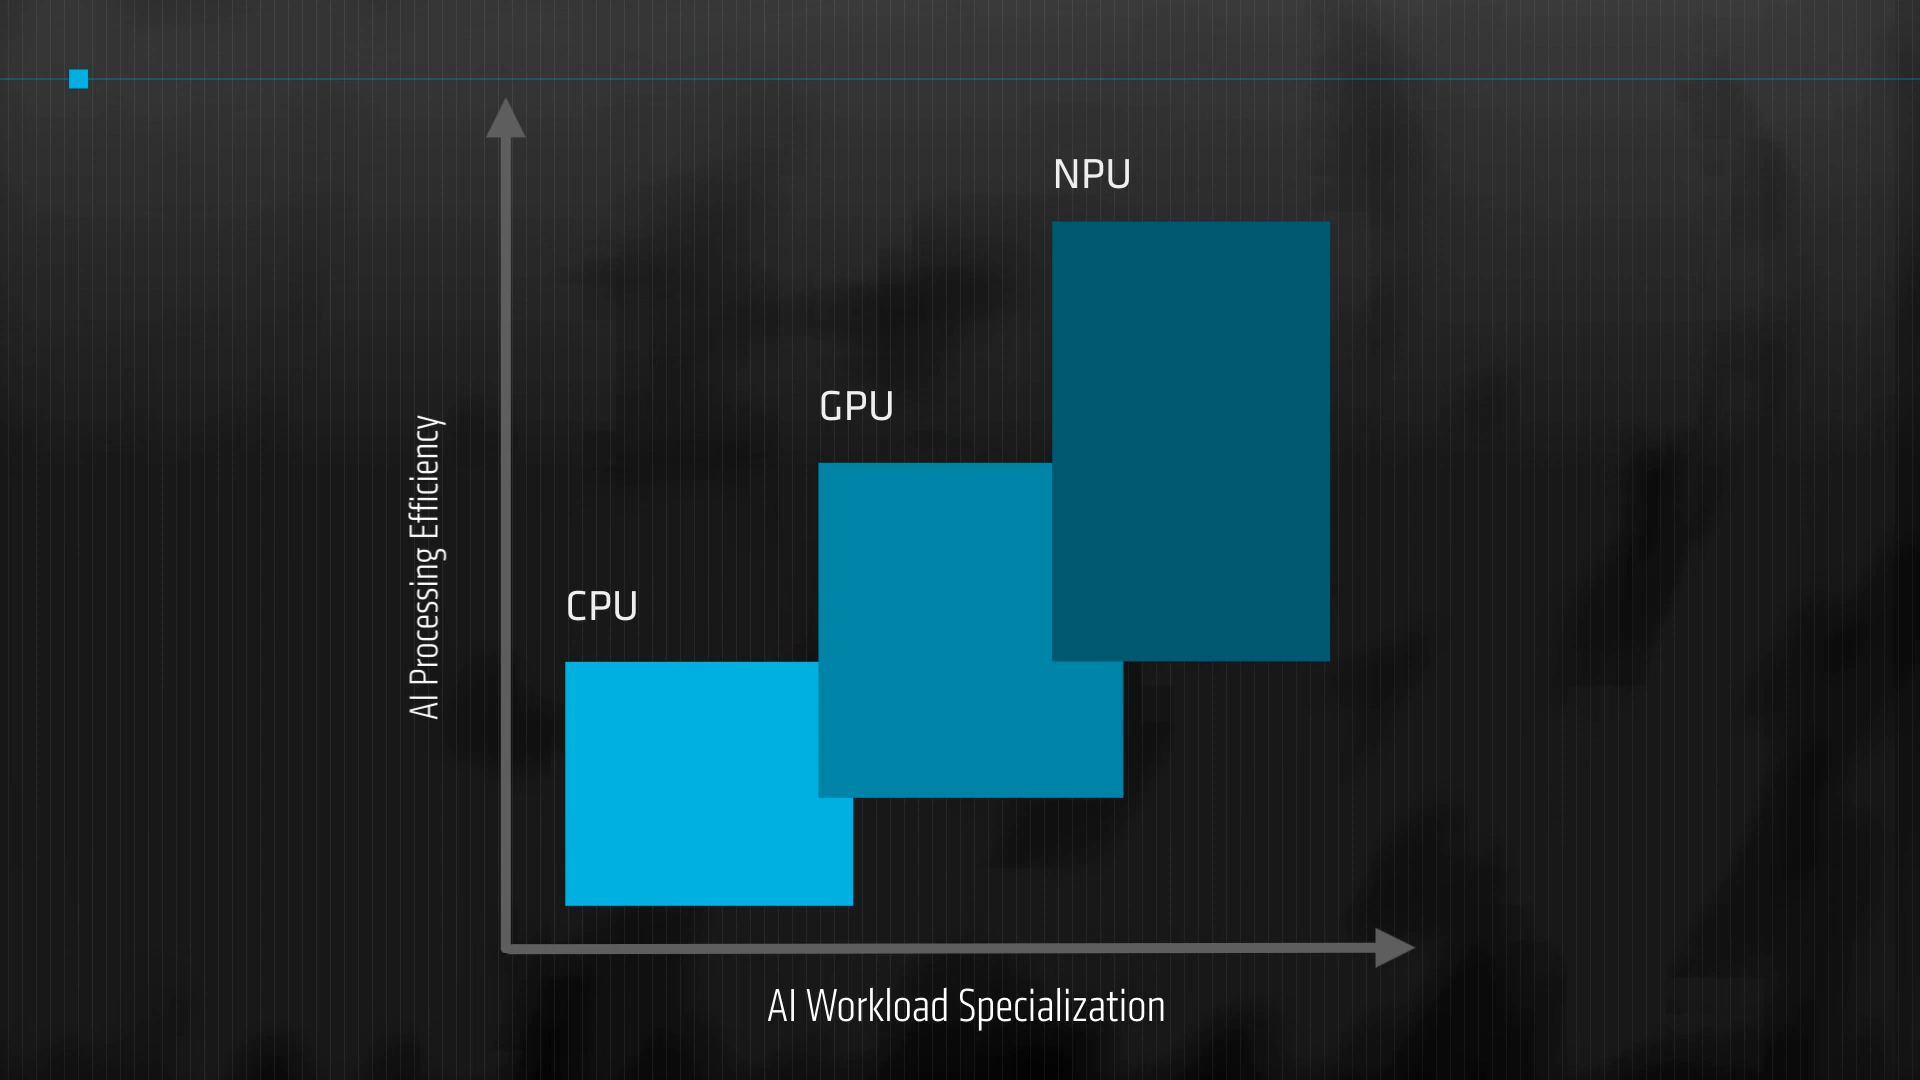 NPU
GPU
CPU
AI Processing Efficiency
AI Workload Specialization